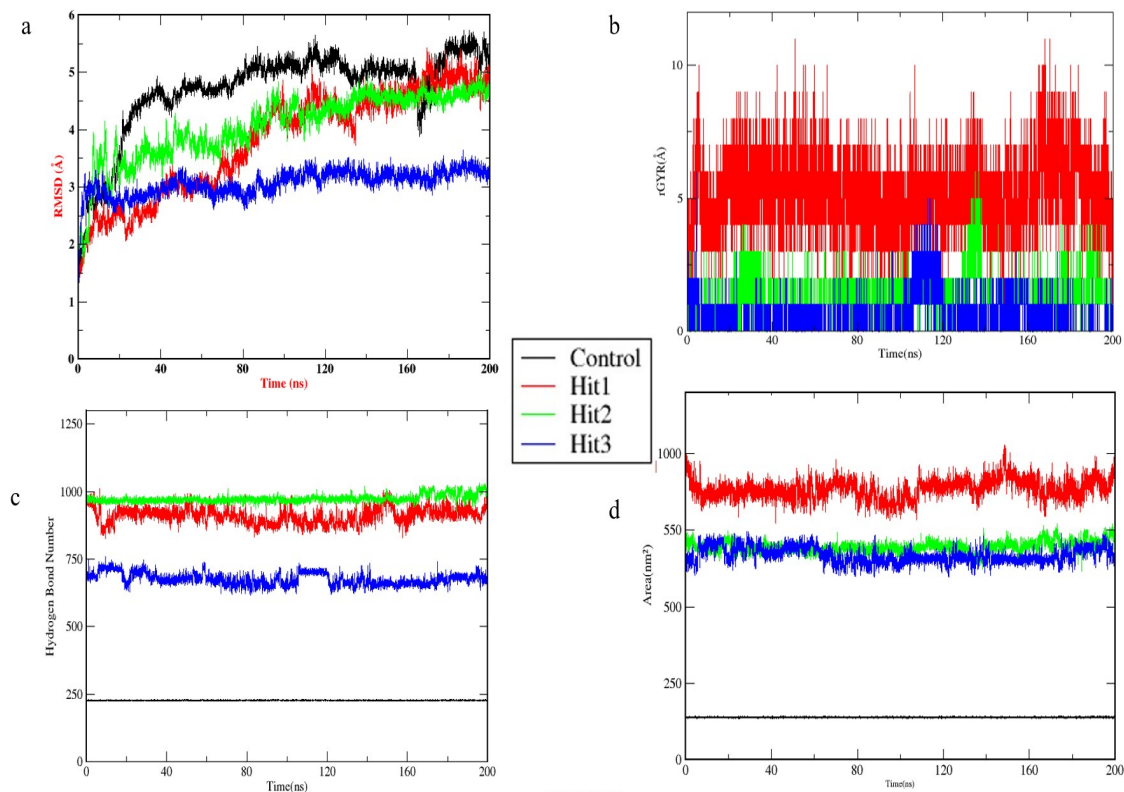 a
6
5
4
3
2
1
0
RMSD (Å)
0 40 80 120 160 200
Time (ns)
b
10
5
0
rGYR(Å)
0 40 80 120 160 200
Time(ns)
Control
Hit1
Hit2
Hit3
c
1250
1000
750
500
250
0
Hydrogen Bond Number
0 40 80 120 160 200
Time(ns)
d
1000
550
500
0
Area(nm²)
0 40 80 120 160 200
Time(ns)